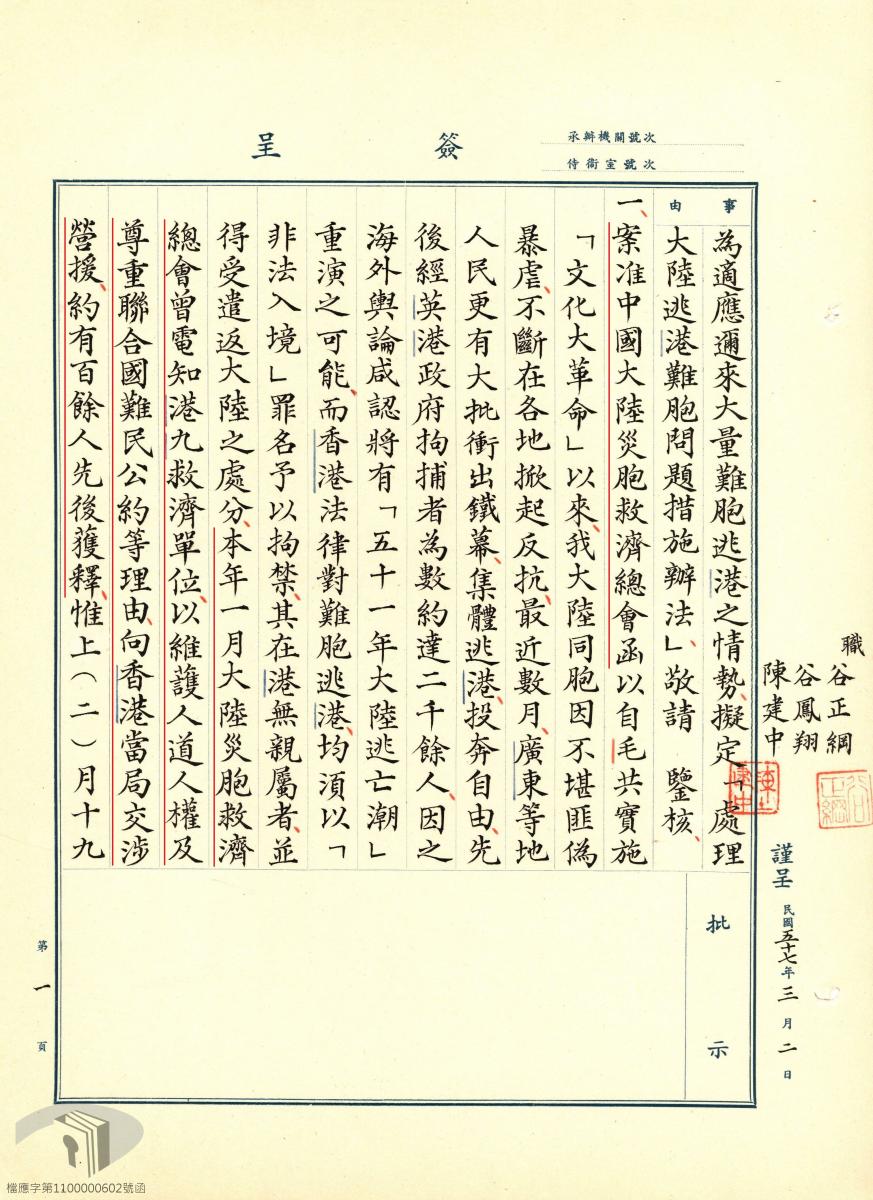 簽呈
承辦機關號次
侍衛室號次
職谷正綱
谷鳳翔
陳建中
謹呈 民國五十七年三月二日
事由
為適應邇來大量難胞逃港之情勢、擬定「處理
大陸逃港難胞問題措施辦法」、敬請 鑒核、
一、案准中國大陸災胞救濟總會函以自毛共實施
「文化大革命」以來、我大陸同胞因不堪匪偽
暴虐、不斷在各地掀起反抗、最近數月、廣東等地
人民更有大批衝出鐵幕、集體逃港、投奔自由、先
後經英港政府拘捕者為數約達二千餘人、因之
海外輿論咸認將有「五十一年大陸逃亡潮」
重演之可能、而香港法律對難胞逃港、均須以「
非法入境」罪名予以拘禁、其在港無親屬者、並
得受遣返大陸之處分、本年一月大陸災胞救濟
總會曾電知港九救濟單位、以維護人道人權及
尊重聯合國難民公約等理由、向香港當局交涉
營援、約有百餘人先後獲釋、惟上(二)月十九
批示
第一頁
檔應字第1100000602號函